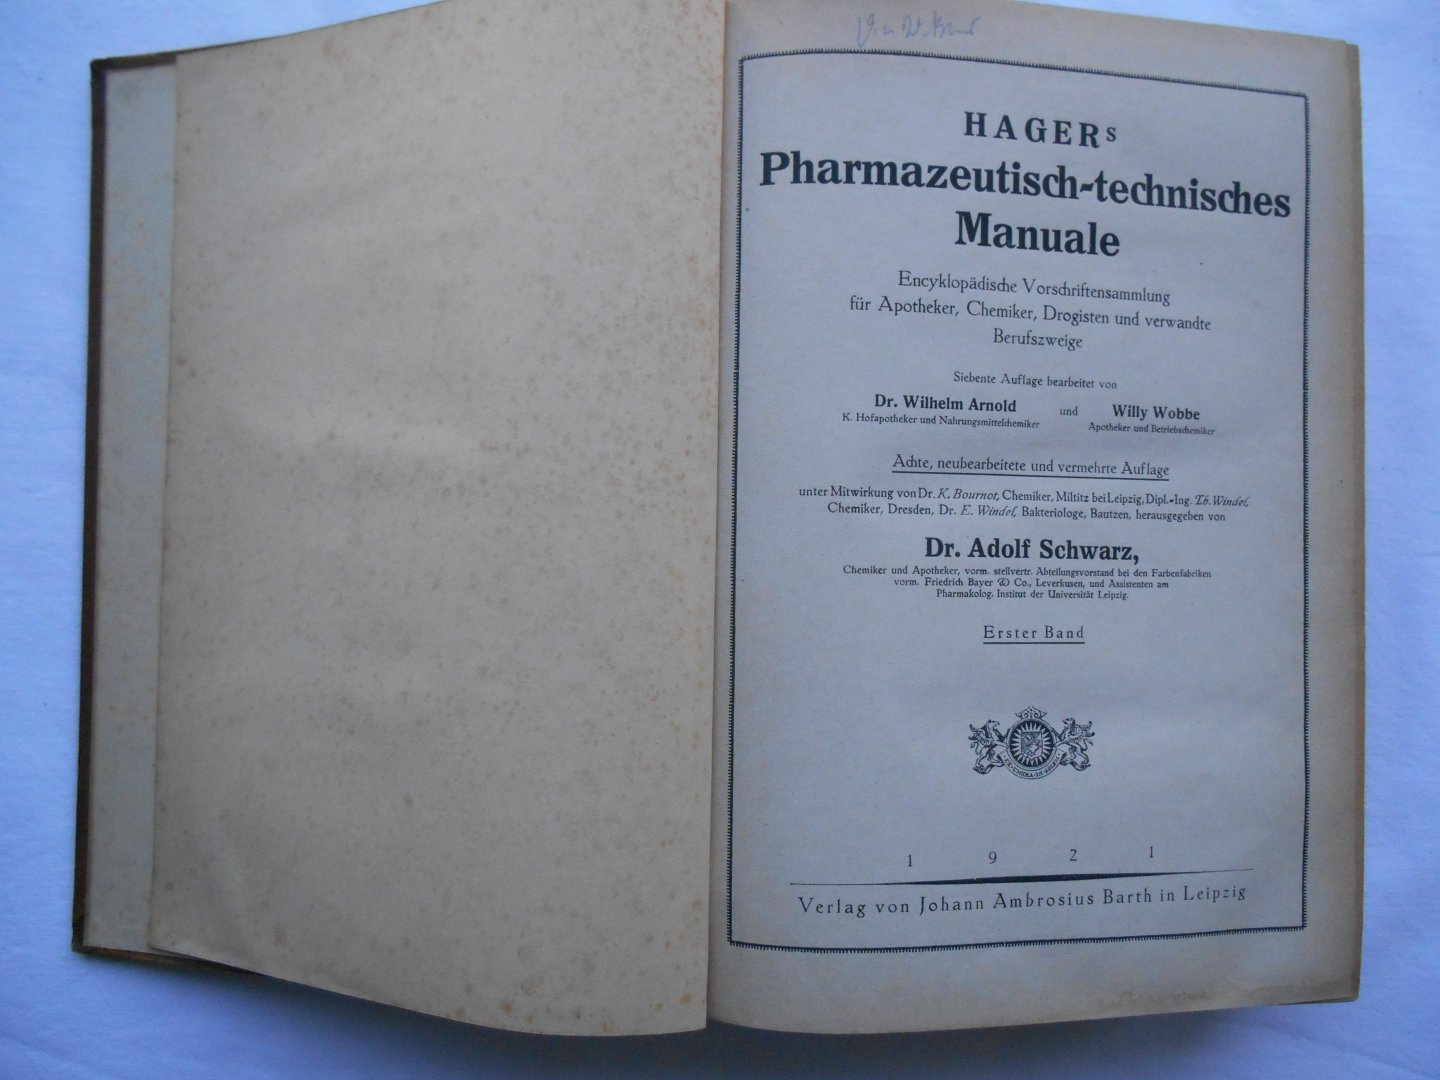 HAGERs
Pharmazeutisch-technisches
Manuale
Encyklopädische Vorschriftensammlung
für Apotheker, Chemiker, Drogisten und verwandte
Berufszweige
Siebente Auflage bearbeitet von
Dr. Wilhelm Arnold und Willy Wobbe
K. Hofapotheker und Nahrungsmittelchemiker Apotheker und Betriebschemiker
Achte, neubearbeitete und vermehrte Auflage
unter Mitwirkung von Dr. K. Bournot, Chemiker, Miltitz bei Leipzig, Dipl.-Ing. Th. Windel,
Chemiker, Dresden, Dr. E. Windel, Bakteriologe, Bautzen, herausgegeben von
Dr. Adolf Schwarz,
Chemiker und Apotheker, vorm. stellvertr. Abteilungsvorstand bei den Farbenfabriken
vorm. Friedrich Bayer & Co., Leverkusen, und Assistenten am
Pharmakolog. Institut der Universität Leipzig.
Erster Band
1 9 2 1
Verlag von Johann Ambrosius Barth in Leipzig